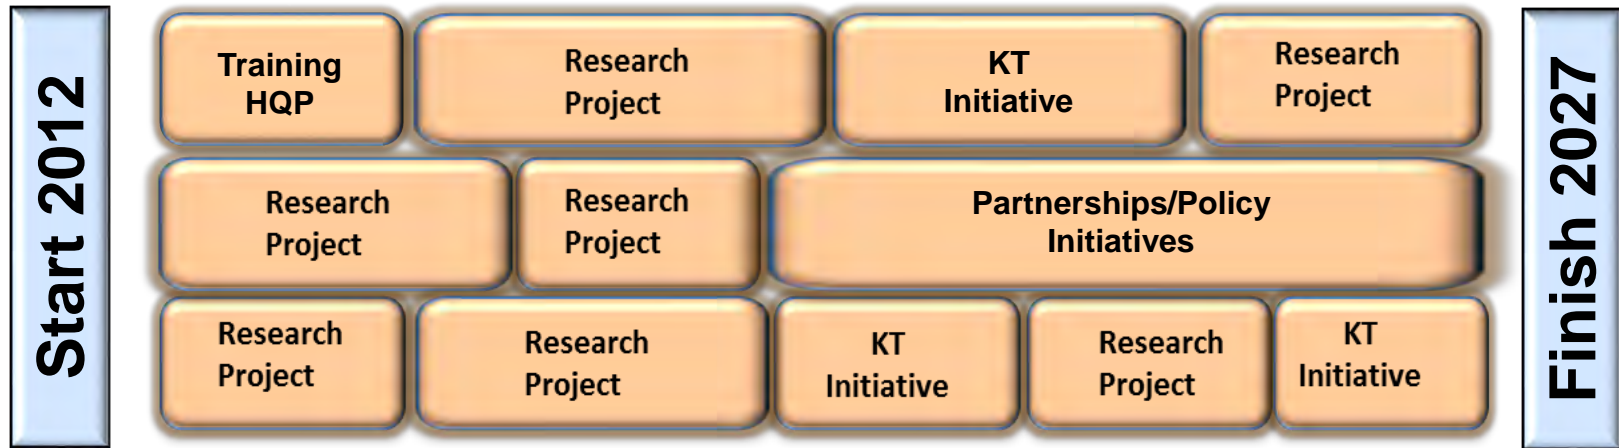 Start 2012
Training
HQP
Research
Project
KT
Initiative
Research
Project
Research
Project
Research
Project
Partnerships/Policy
Initiatives
Research
Project
Research
Project
KT
Initiative
Research
Project
KT
Initiative
Finish 2027